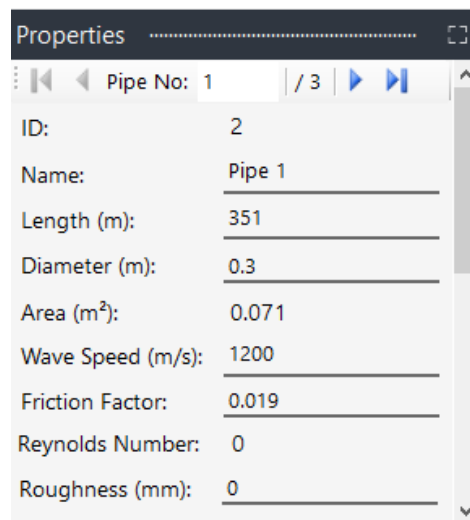 Properties
Pipe No: 1 / 3
ID: 2
Name: Pipe 1
Length (m): 351
Diameter (m): 0.3
Area (m²): 0.071
Wave Speed (m/s): 1200
Friction Factor: 0.019
Reynolds Number: 0
Roughness (mm): 0